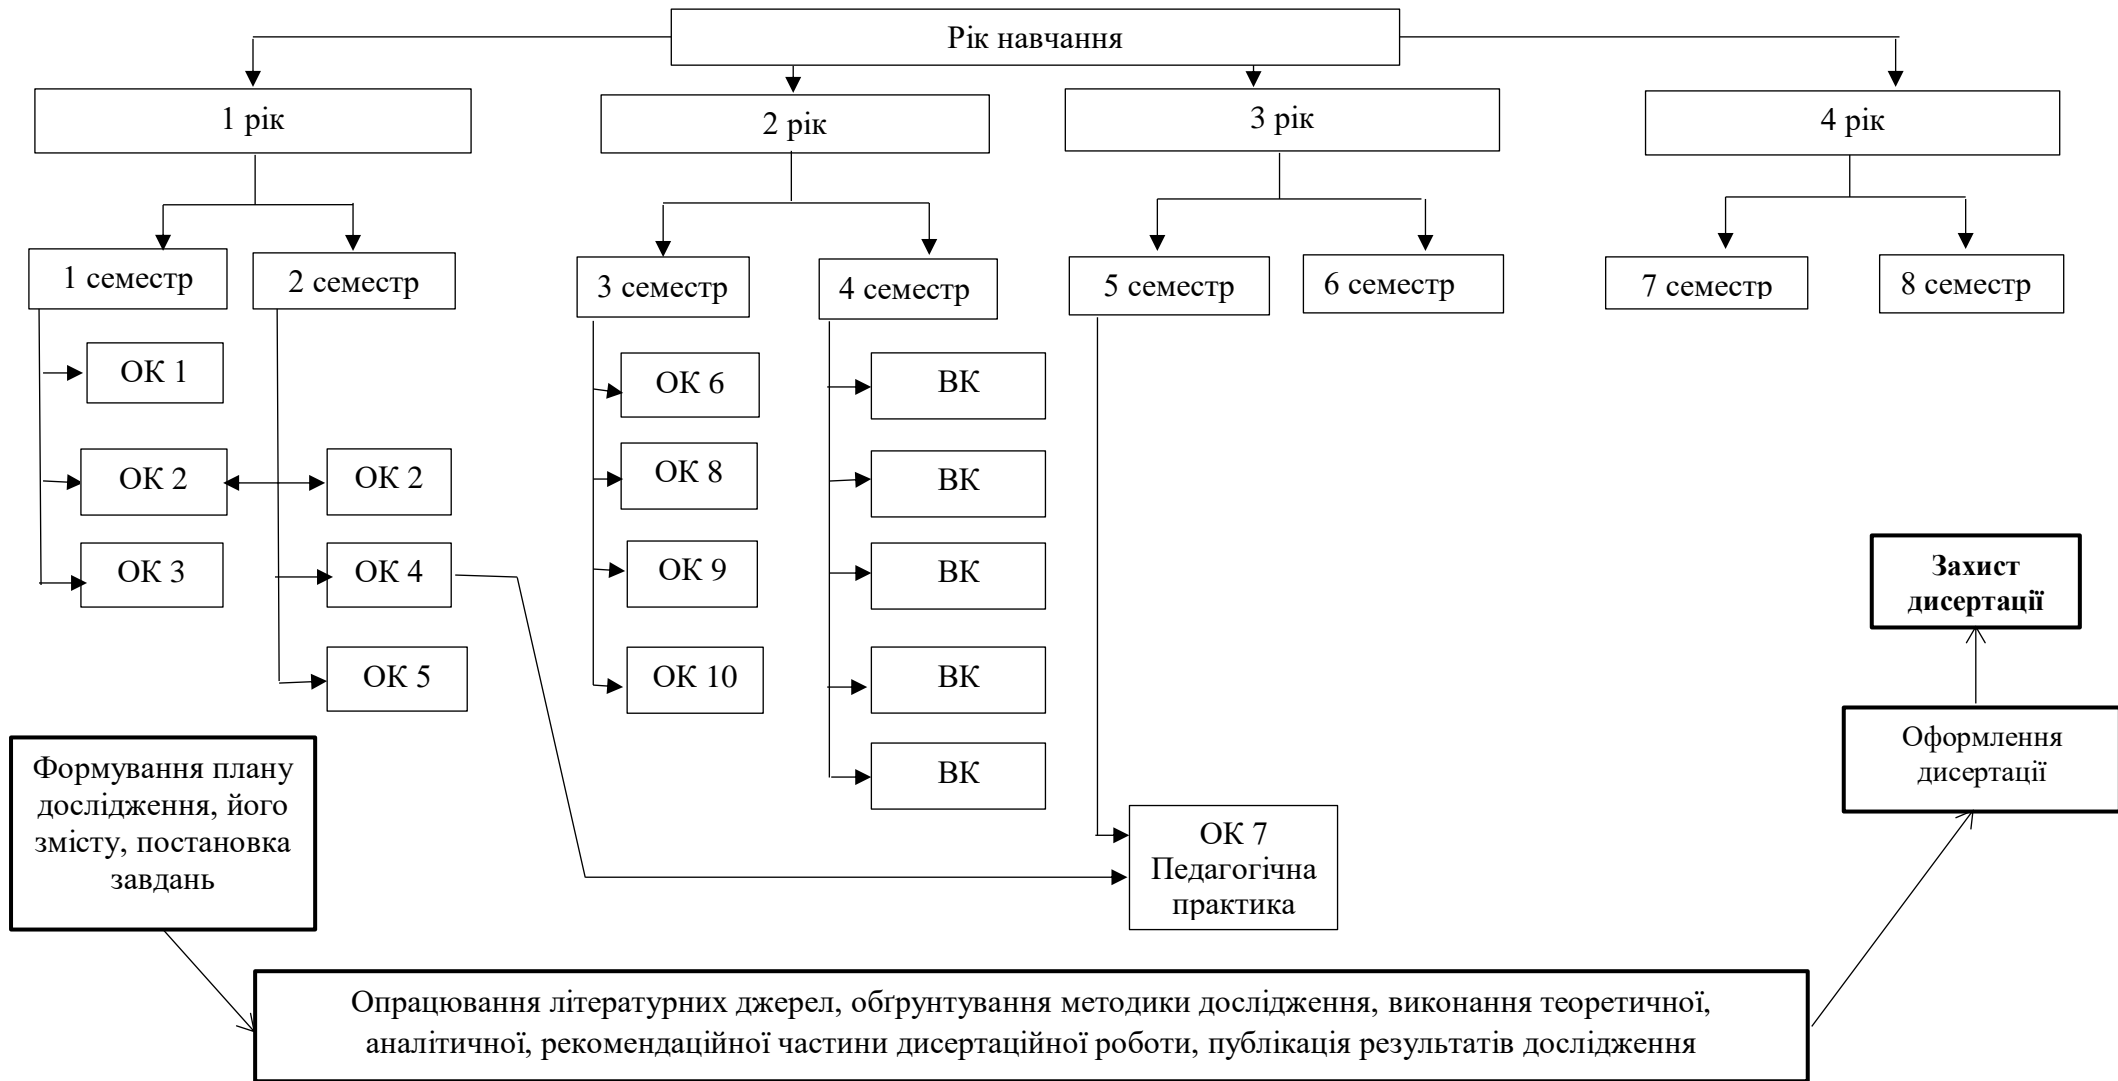 Рік навчання
1 рік
2 рік
3 рік
4 рік
1 семестр
2 семестр
3 семестр
4 семестр
5 семестр
6 семестр
7 семестр
8 семестр
ОК 1
ОК 2
ОК 3
ОК 2
ОК 4
ОК 5
ОК 6
ОК 8
ОК 9
ОК 10
ВК
ВК
ВК
ВК
ВК
ОК 7
Педагогічна
практика
Захист
дисертації
Оформлення
дисертації
Формування плану
дослідження, його
змісту, постановка
завдань
Опрацювання літературних джерел, обґрунтування методики дослідження, виконання теоретичної,
аналітичної, рекомендаційної частини дисертаційної роботи, публікація результатів дослідження